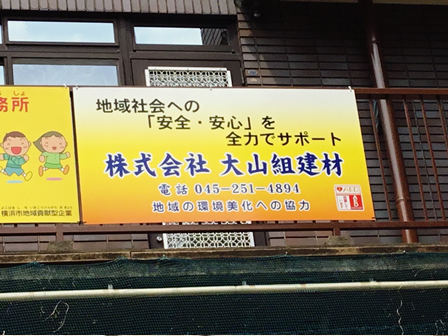 務所
横浜市地域貢献型企業
地域社会への
「安全・安心」を
全力でサポート
株式会社 大山組建材
電話 045-251-4894
地域の環境美化への協力